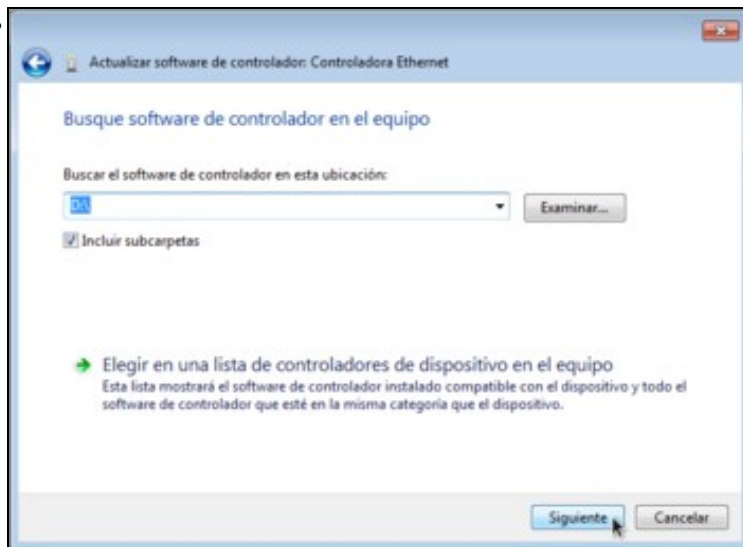 Actualizar software de controlador: Controladora Ethernet
Busque software de controlador en el equipo
Buscar el software de controlador en esta ubicación:
D:\
Examinar...
Incluir subcarpetas
Elegir en una lista de controladores de dispositivo en el equipo
Esta lista mostrará el software de controlador instalado compatible con el dispositivo y todo el
software de controlador que esté en la misma categoría que el dispositivo.
Siguiente
Cancelar